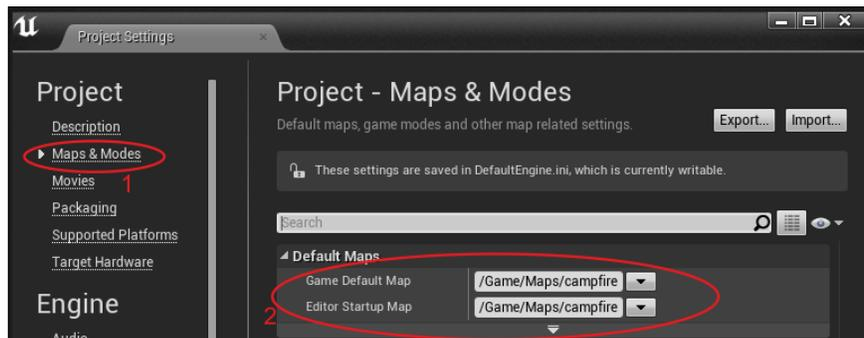 Project Settings
Project
Description
Maps & Modes
Movies
1
Packaging
Supported Platforms
Target Hardware
Engine
Audio
Project - Maps & Modes
Default maps, game modes and other map related settings.
Export...
Import...
These settings are saved in DefaultEngine.ini, which is currently writable.
Search
Default Maps
Game Default Map
/Game/Maps/campfire
Editor Startup Map
/Game/Maps/campfire
2